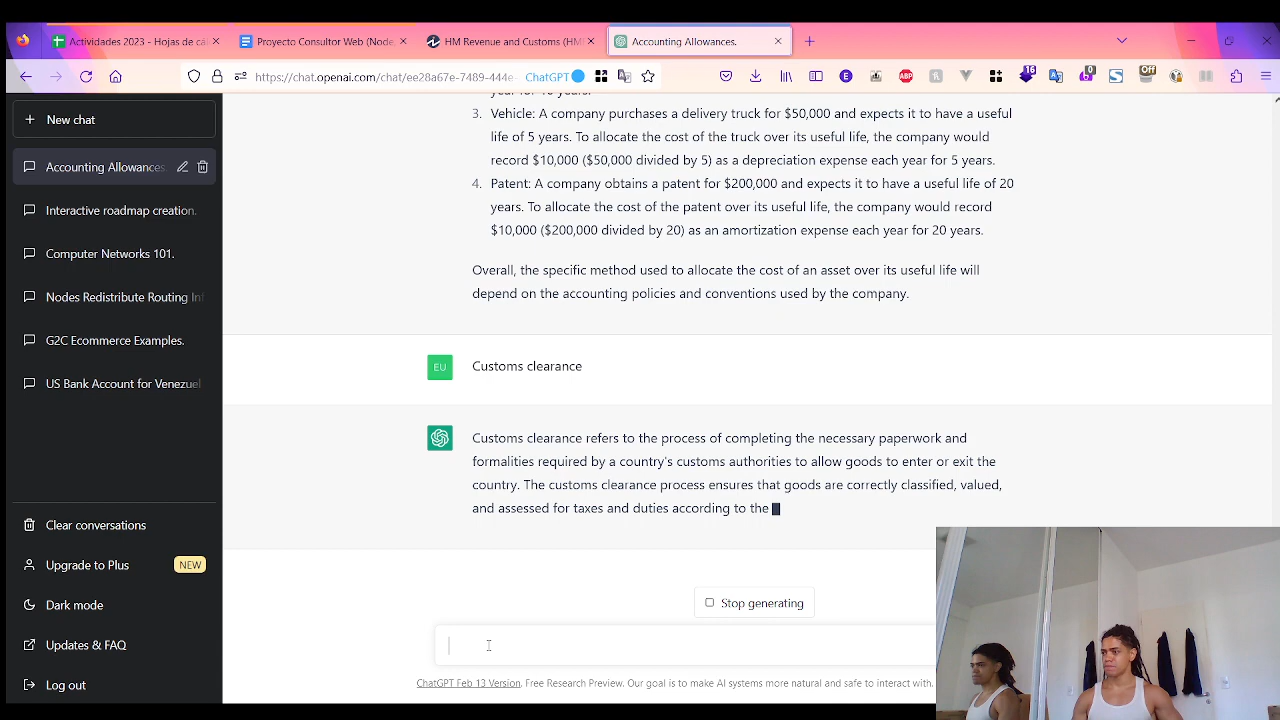 Actividades 2023 - Hojas de cál
Proyecto Consultor Web (Node,
HM Revenue and Customs (HMI
Accounting Allowances.
https://chat.openai.com/chat/ee28a67e-7489-444e-
ChatGPT
E
ABP
16
0
Off
New chat
Accounting Allowances.
Interactive roadmap creation.
Computer Networks 101.
Nodes Redistribute Routing Inf
G2C Ecommerce Examples.
US Bank Account for Venezuel
Clear conversations
Upgrade to Plus
NEW
Dark mode
Updates & FAQ
Log out
3. Vehicle: A company purchases a delivery truck for $50,000 and expects it to have a useful
life of 5 years. To allocate the cost of the truck over its useful life, the company would
record $10,000 ($50,000 divided by 5) as a depreciation expense each year for 5 years.
4. Patent: A company obtains a patent for $200,000 and expects it to have a useful life of 20
years. To allocate the cost of the patent over its useful life, the company would record
$10,000 ($200,000 divided by 20) as an amortization expense each year for 20 years.
Overall, the specific method used to allocate the cost of an asset over its useful life will
depend on the accounting policies and conventions used by the company.
EU
Customs clearance
Customs clearance refers to the process of completing the necessary paperwork and
formalities required by a country's customs authorities to allow goods to enter or exit the
country. The customs clearance process ensures that goods are correctly classified, valued,
and assessed for taxes and duties according to the
Stop generating
ChatGPT Feb 13 Version. Free Research Preview. Our goal is to make AI systems more natural and safe to interact with.